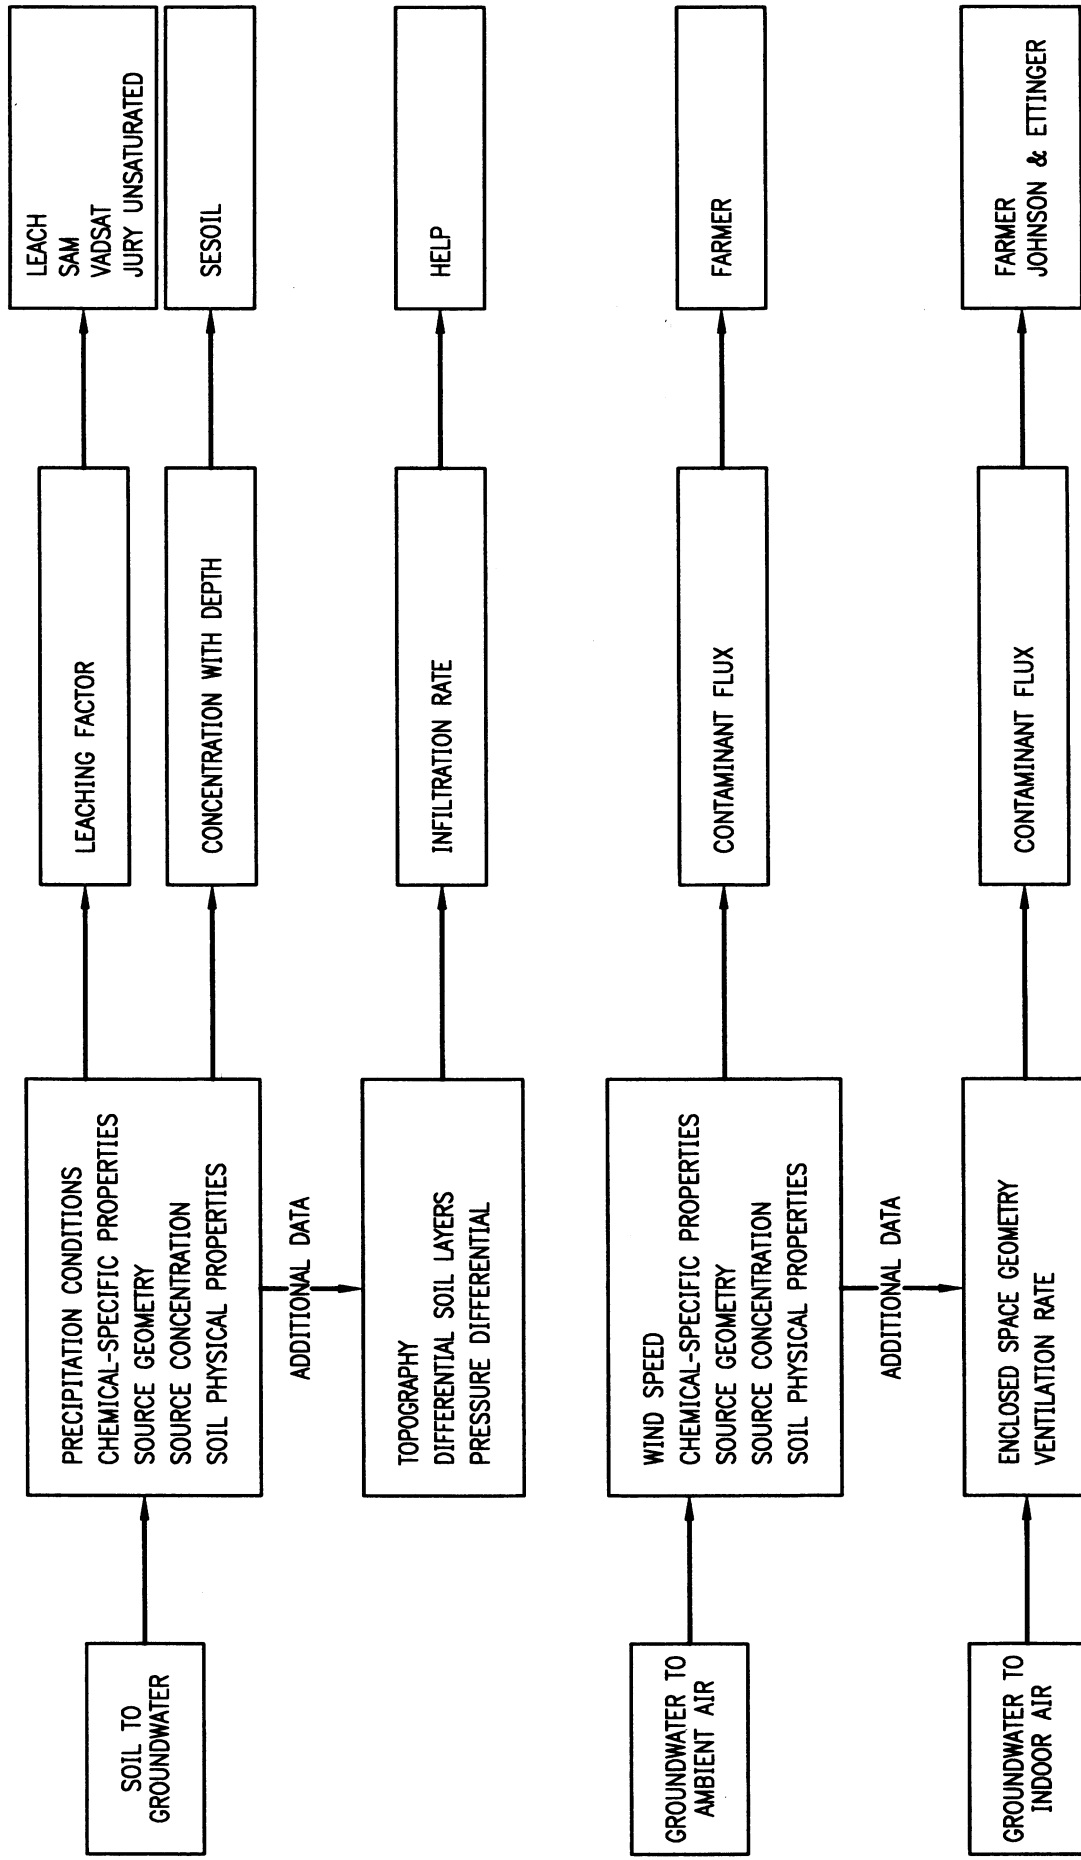 SOIL TO
GROUNDWATER
PRECIPITATION CONDITIONS
CHEMICAL-SPECIFIC PROPERTIES
SOURCE GEOMETRY
SOURCE CONCENTRATION
SOIL PHYSICAL PROPERTIES
LEACHING FACTOR
LEACH
SAM
VADSAT
JURY UNSATURATED
CONCENTRATION WITH DEPTH
SESOIL
ADDITIONAL DATA
TOPOGRAPHY
DIFFERENTIAL SOIL LAYERS
PRESSURE DIFFERENTIAL
INFILTRATION RATE
HELP
GROUNDWATER TO
AMBIENT AIR
WIND SPEED
CHEMICAL-SPECIFIC PROPERTIES
SOURCE GEOMETRY
SOURCE CONCENTRATION
SOIL PHYSICAL PROPERTIES
CONTAMINANT FLUX
FARMER
ADDITIONAL DATA
GROUNDWATER TO
INDOOR AIR
ENCLOSED SPACE GEOMETRY
VENTILATION RATE
CONTAMINANT FLUX
FARMER
JOHNSON & ETTINGER